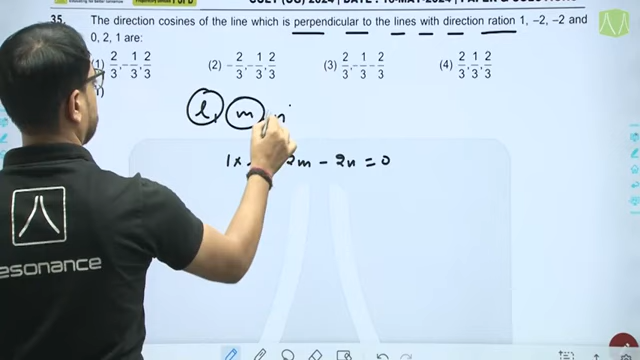 35. The direction cosines of the line which is perpendicular to the lines with direction ration 1, –2, –2 and
0, 2, 1 are:
(1) 2/3, –1/3, 2/3 (2) –2/3, –1/3, 2/3 (3) 2/3, –1/3 –2/3 (4) 2/3, 1/3, 2/3
l, m, n
m – 2n = 0
esonance